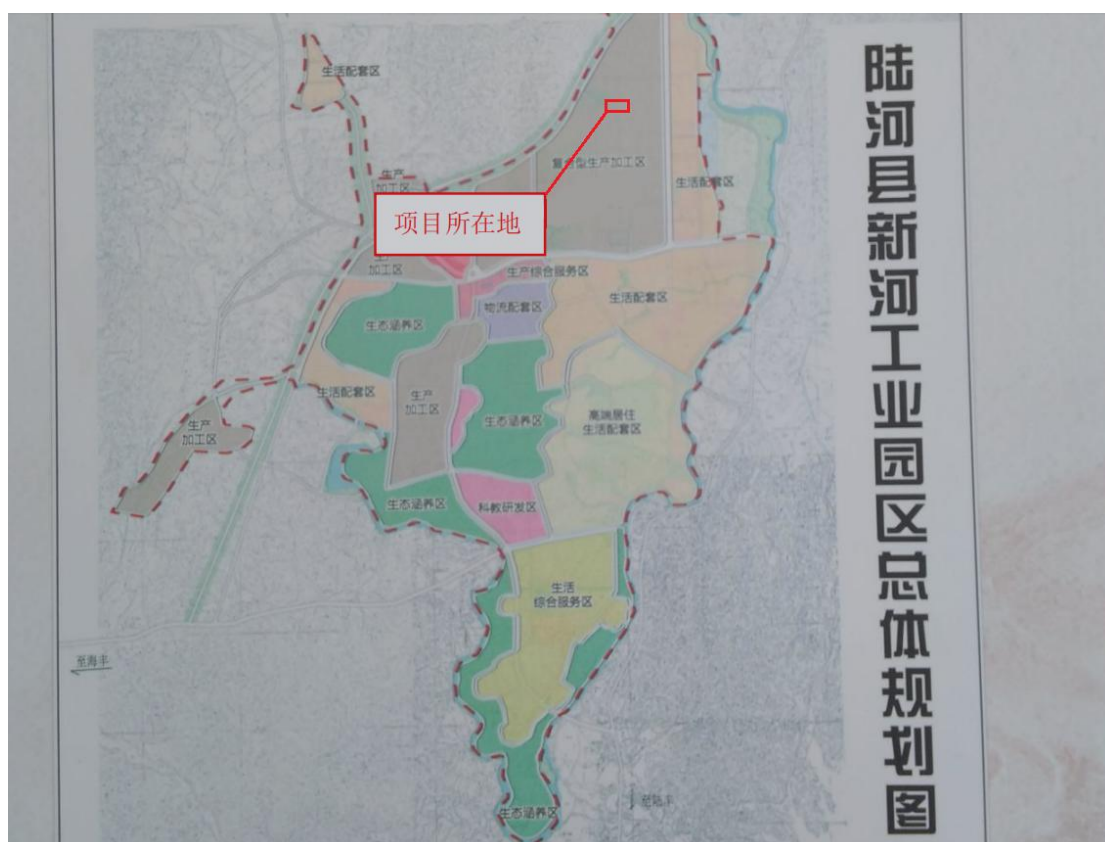 陆河县新河工业园区总体规划图
生活配套区
复合型生产加工区
生产
加工区
生活配套区
项目所在地
生产
加工区
生产综合服务区
物流配套区
生活配套区
生态涵养区
生活配套区
生产
加工区
生态涵养区
高端居住
生活配套区
生产
加工区
生态涵养区
科教研发区
生活
综合服务区
至海丰
至陆丰
生态涵养区